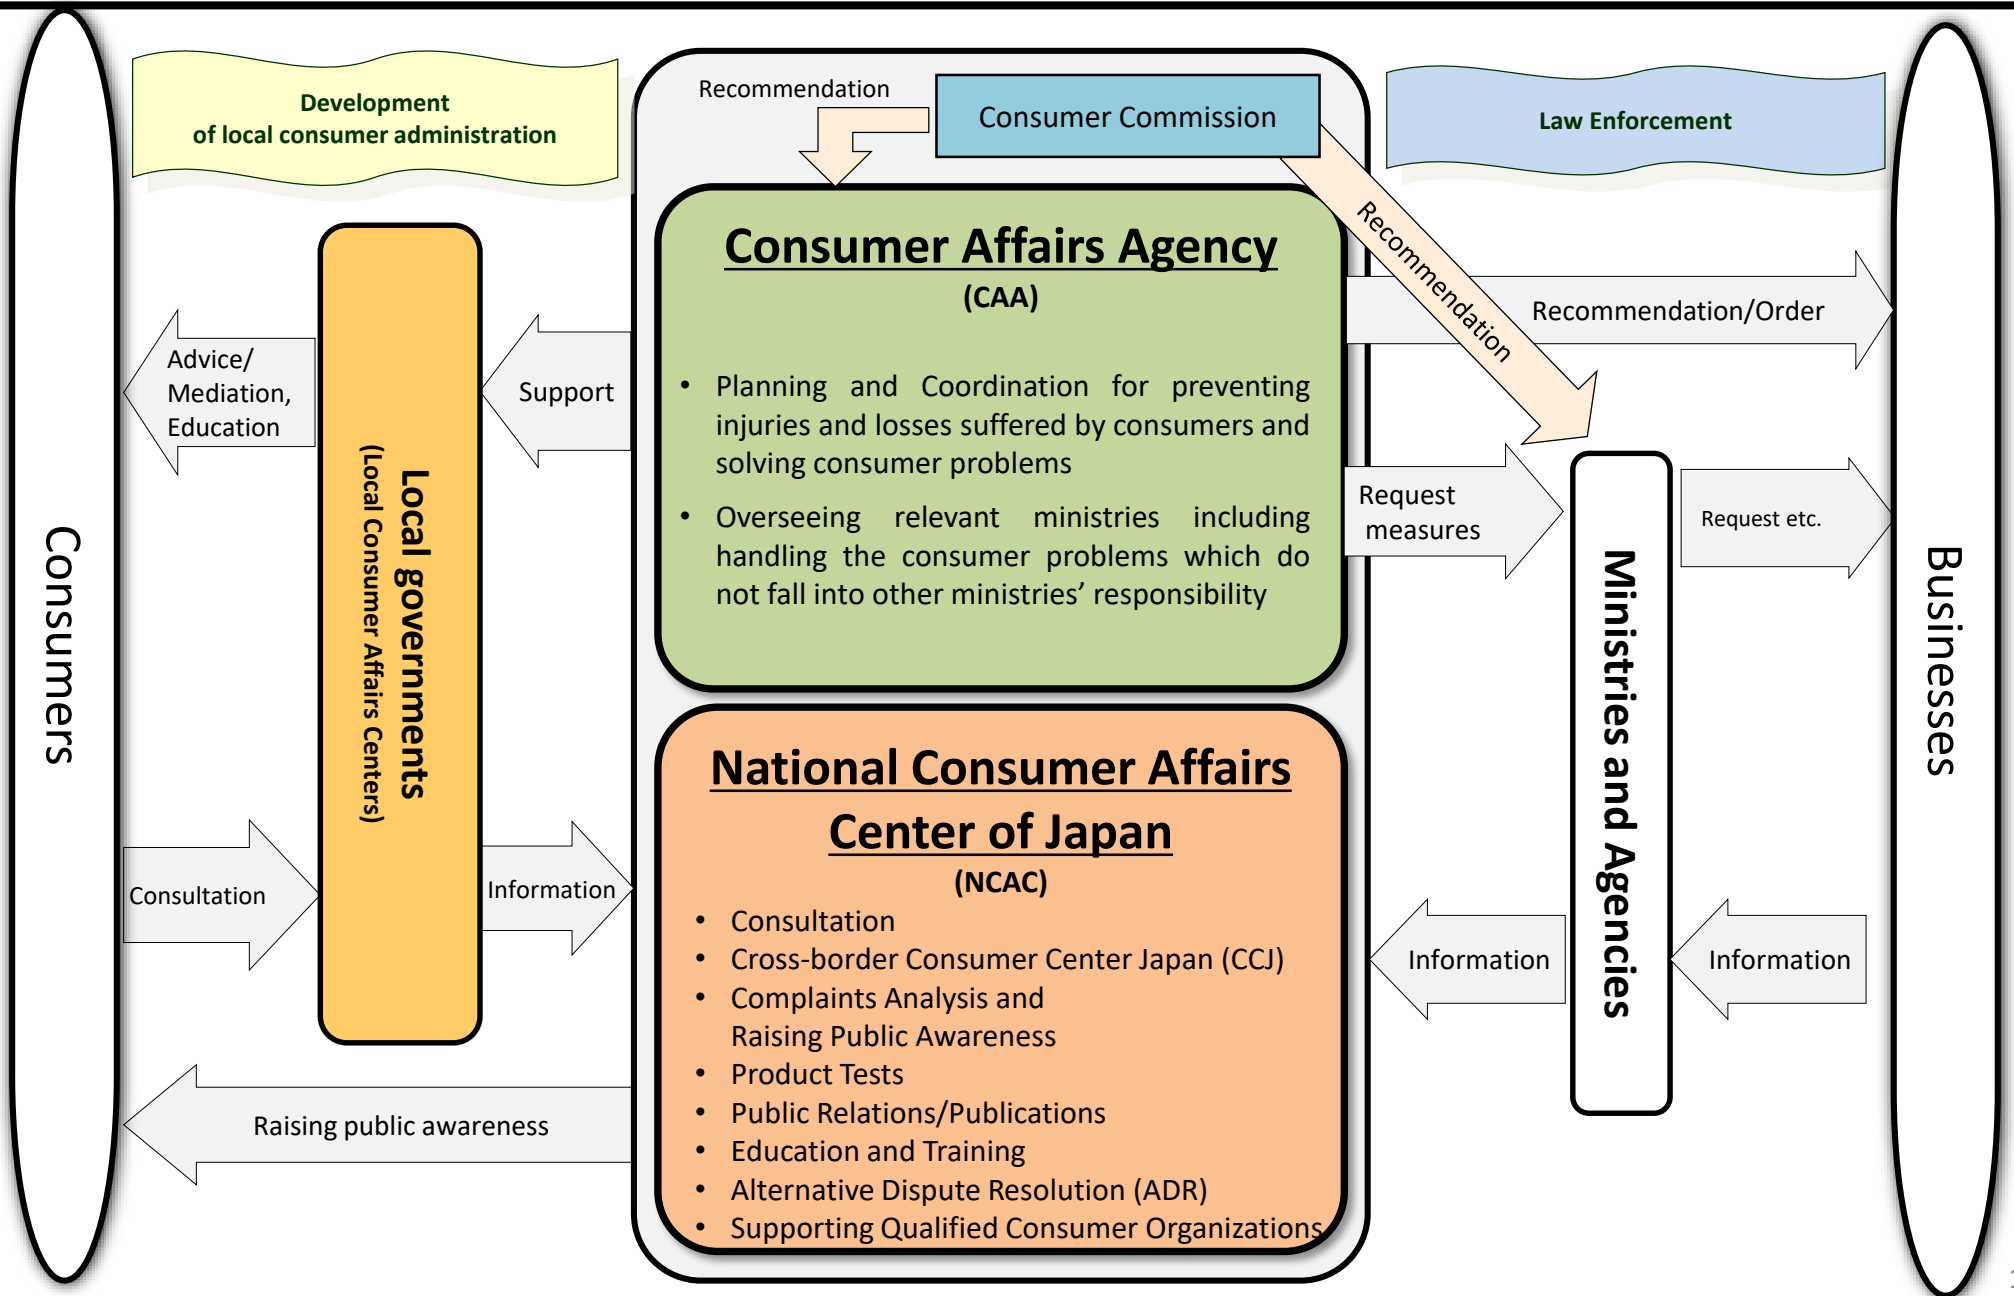 Development
of local consumer administration
Recommendation
Consumer Commission
Law Enforcement
Recommendation
Consumer Affairs Agency
(CAA)
• Planning and Coordination for preventing
injuries and losses suffered by consumers and
solving consumer problems
• Overseeing relevant ministries including
handling the consumer problems which do
not fall into other ministries’ responsibility
Recommendation/Order
Advice/
Mediation,
Education
Support
Request
measures
Request etc.
Consumers
Local governments
(Local Consumer Affairs Centers)
Ministries and Agencies
Businesses
National Consumer Affairs
Center of Japan
(NCAC)
• Consultation
• Cross-border Consumer Center Japan (CCJ)
• Complaints Analysis and
Raising Public Awareness
• Product Tests
• Public Relations/Publications
• Education and Training
• Alternative Dispute Resolution (ADR)
• Supporting Qualified Consumer Organizations
Consultation
Information
Information
Information
Raising public awareness